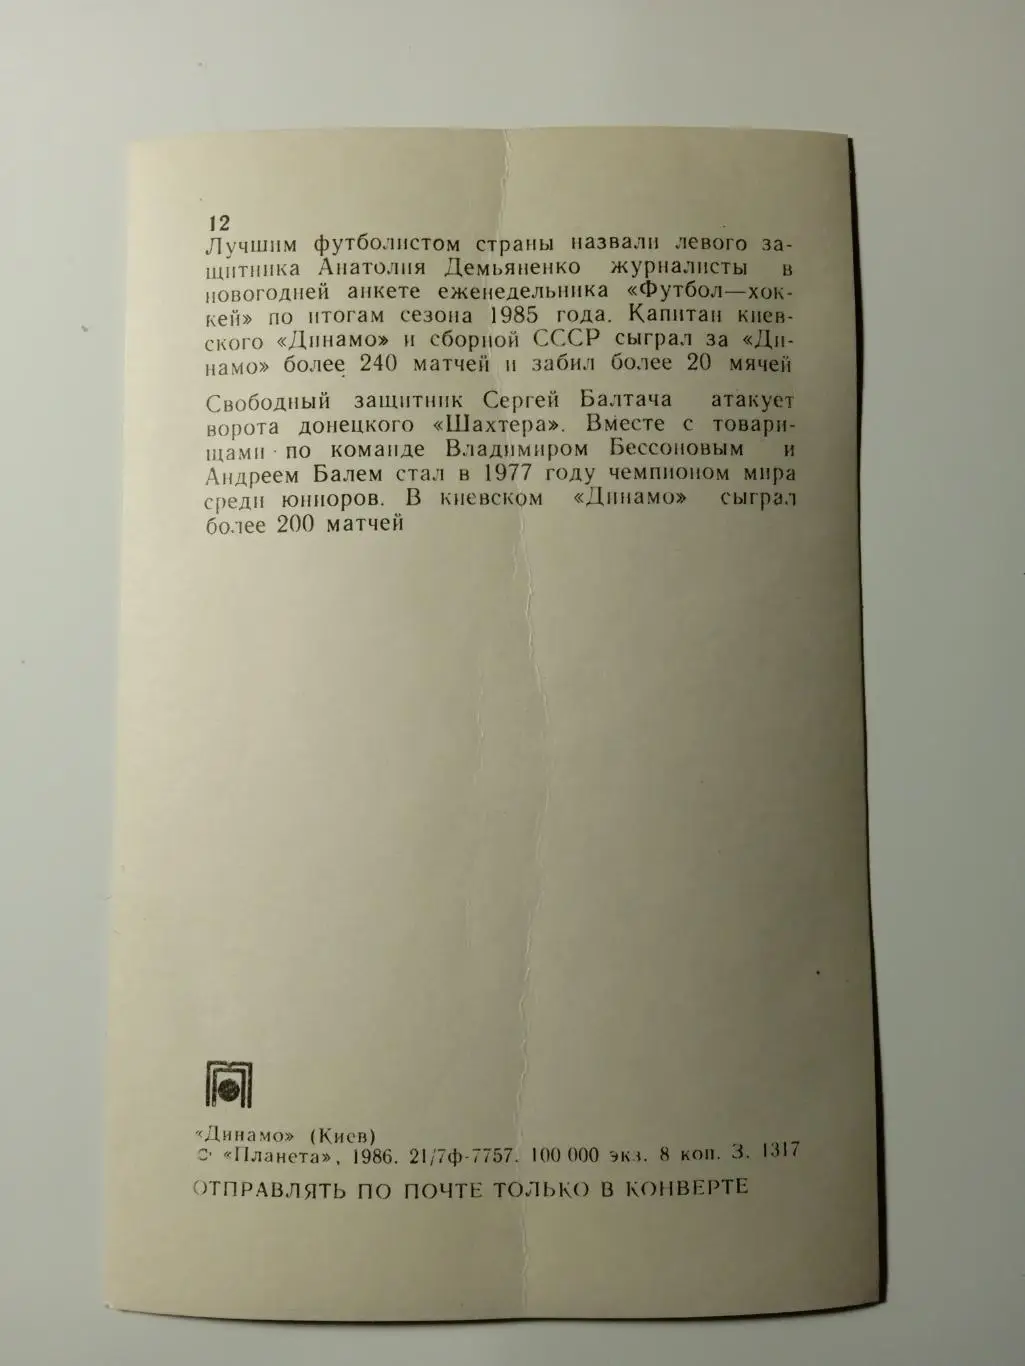 12
Лучшим футболистом страны назвали левого за-
щитника Анатолия Демьяненко журналисты в
новогодней анкете еженедельника «Футбол—хок-
кей» по итогам сезона 1985 года. Капитан киев-
ского «Динамо» и сборной СССР сыграл за «Ди-
намо» более 240 матчей и забил более 20 мячей
Свободный защитник Сергей Балтача атакует
ворота донецкого «Шахтера». Вместе с товари-
щами по команде Владимиром Бессоновым и
Андреем Балем стал в 1977 году чемпионом мира
среди юниоров. В киевском «Динамо» сыграл
более 200 матчей
«Динамо» (Киев)
© «Планета», 1986. 21/7ф-7757. 100 000 экз. 8 коп. З. 1317
ОТПРАВЛЯТЬ ПО ПОЧТЕ ТОЛЬКО В КОНВЕРТЕ